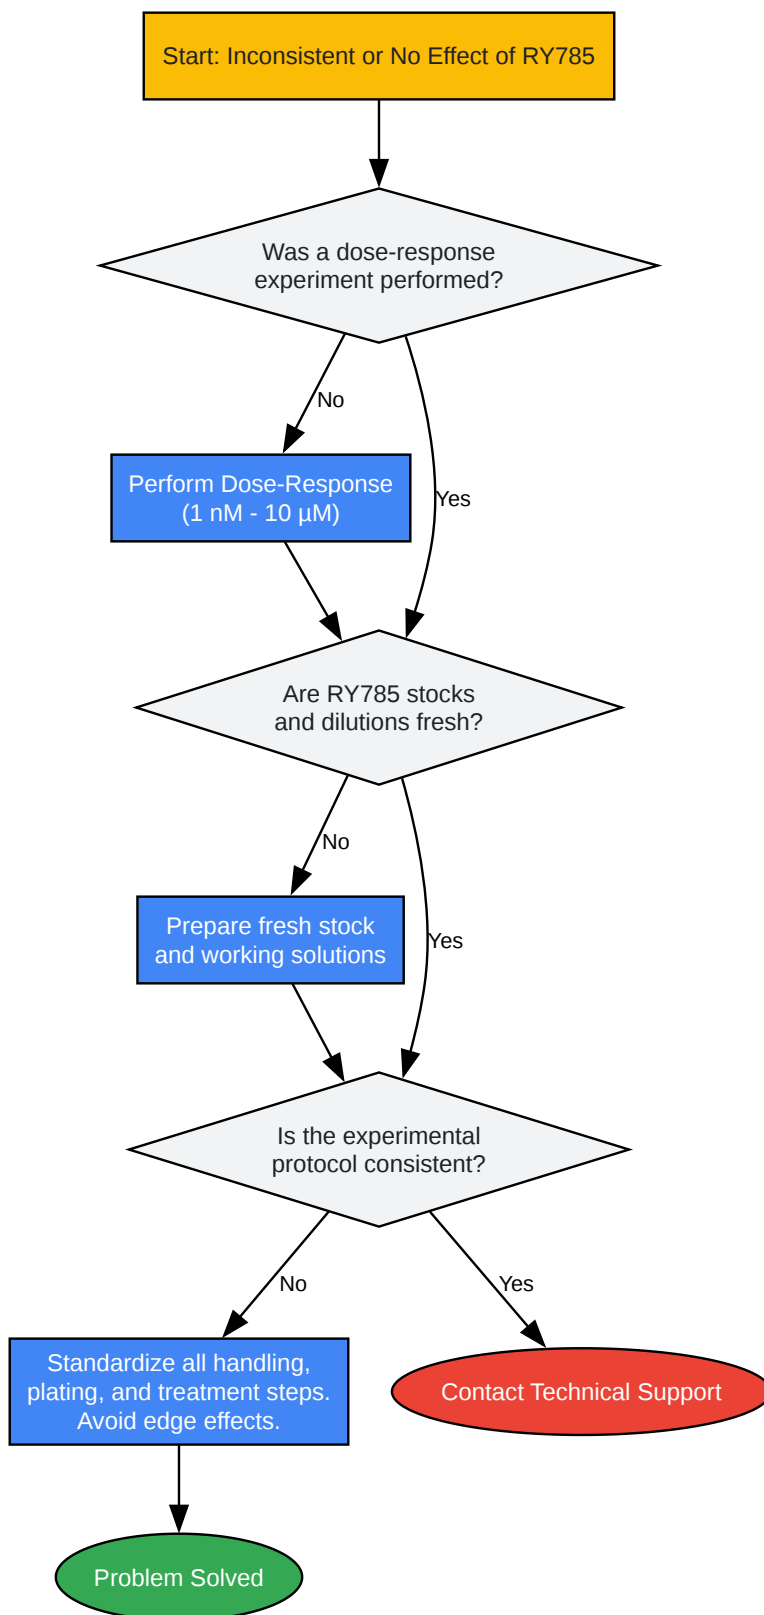 Start: Inconsistent or No Effect of RY785
Was a dose-response
experiment performed?
No
Yes
Perform Dose-Response
(1 nM - 10 µM)
Are RY785 stocks
and dilutions fresh?
No
Yes
Prepare fresh stock
and working solutions
Is the experimental
protocol consistent?
No
Yes
Standardize all handling,
plating, and treatment steps.
Avoid edge effects.
Contact Technical Support
Problem Solved